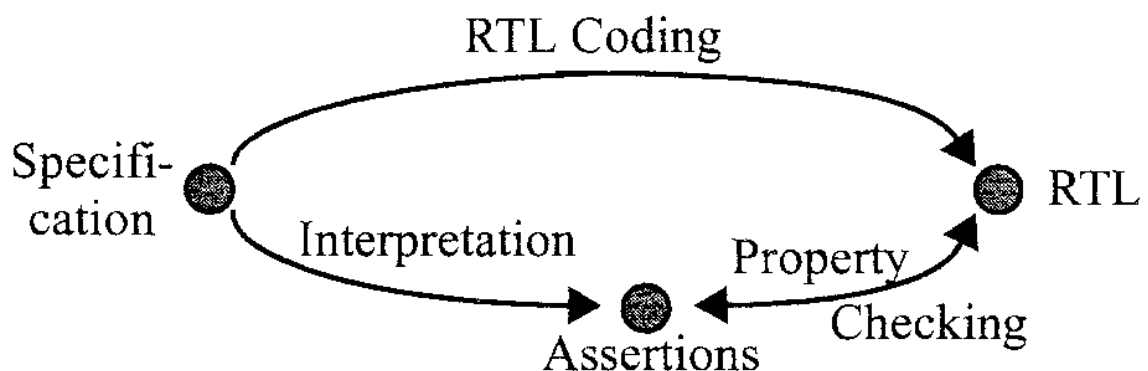 RTL Coding
Specifi-
cation
RTL
Interpretation
Property
Checking
Assertions